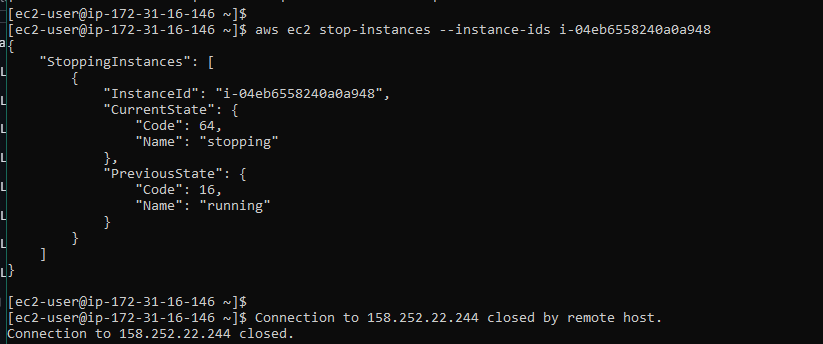 [ec2-user@ip-172-31-16-146 ~]$
[ec2-user@ip-172-31-16-146 ~]$ aws ec2 stop-instances --instance-ids i-04eb6558240a0a948
{
    "StoppingInstances": [
        {
            "InstanceId": "i-04eb6558240a0a948",
            "CurrentState": {
                "Code": 64,
                "Name": "stopping"
            },
            "PreviousState": {
                "Code": 16,
                "Name": "running"
            }
        }
    ]
}
[ec2-user@ip-172-31-16-146 ~]$
[ec2-user@ip-172-31-16-146 ~]$ Connection to 158.252.22.244 closed by remote host.
Connection to 158.252.22.244 closed.